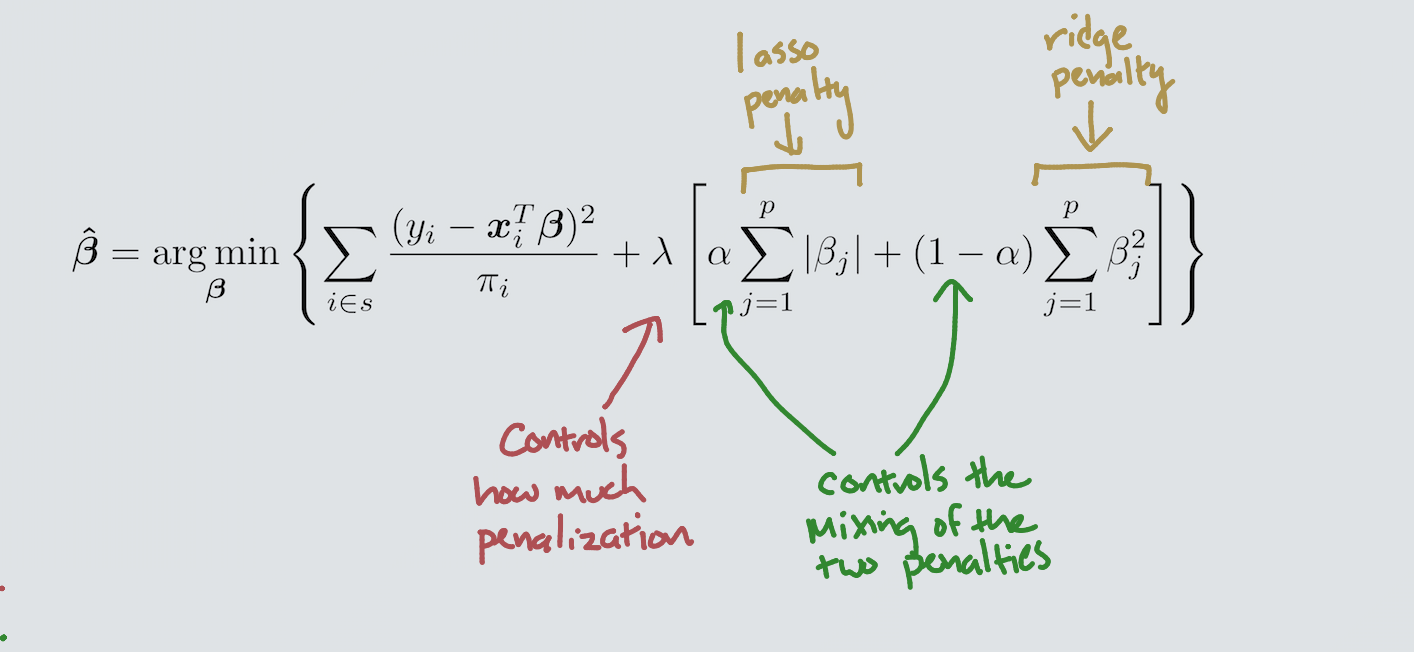 lasso
penalty
ridge
penalty
$\hat{\boldsymbol{\beta}} = \underset{\boldsymbol{\beta}}{\arg\min} \left\{ \sum_{i \in s} \frac{(y_i - \boldsymbol{x}_i^T \boldsymbol{\beta})^2}{\pi_i} + \lambda \left[ \alpha \sum_{j=1}^{p} |\beta_j| + (1 - \alpha) \sum_{j=1}^{p} \beta_j^2 \right] \right\}$
Controls
how much
penalization
controls the
mixing of the
two penalties